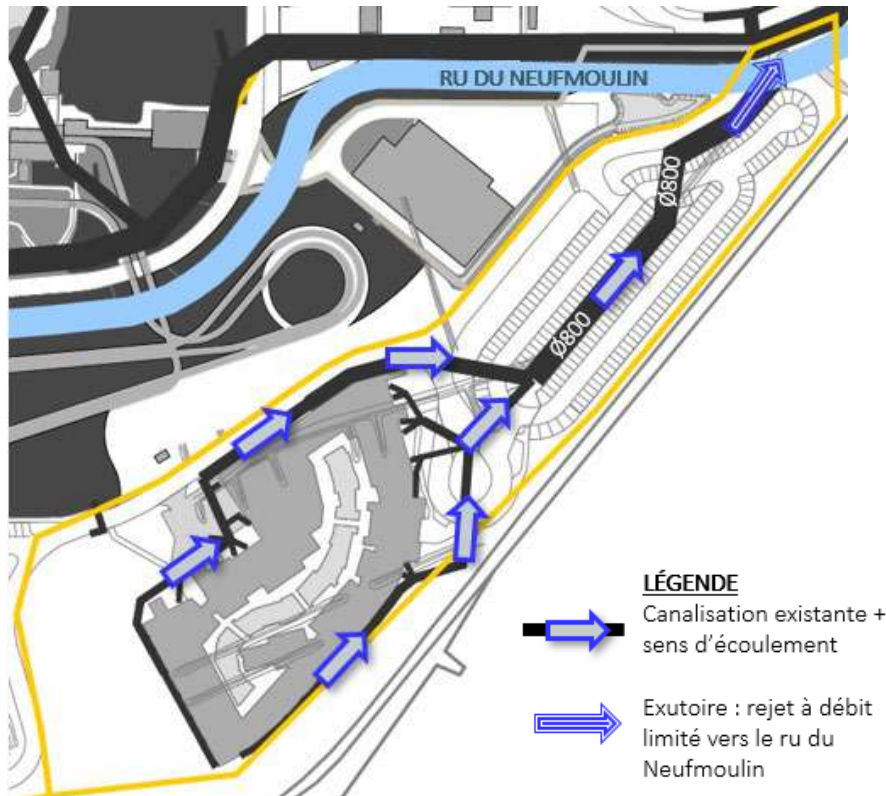 RU DU NEUFMOULIN
Ø800
Ø800
LÉGENDE
Canalisation existante +
sens d'écoulement
Exutoire : rejet à débit
limité vers le ru du
Neufmoulin